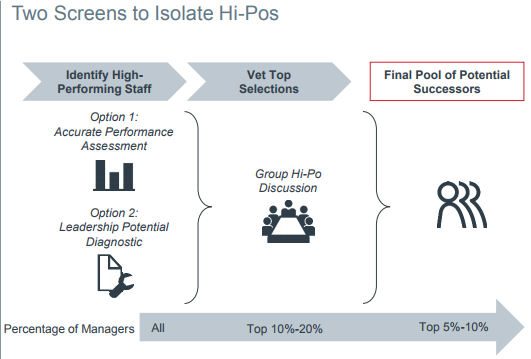 Two Screens to Isolate Hi-Pos
Identify High-
Performing Staff
Vet Top
Selections
Final Pool of Potential
Successors
Option 1:
Accurate Performance
Assessment
Option 2:
Leadership Potential
Diagnostic
Group Hi-Po
Discussion
Percentage of Managers
All
Top 10%-20%
Top 5%-10%